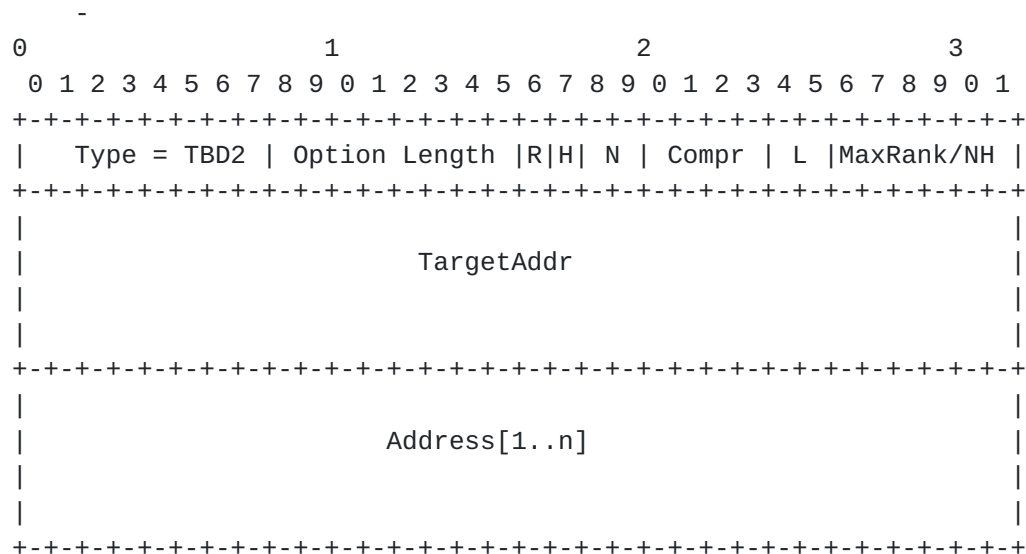 -
0                   1                   2                   3
 0 1 2 3 4 5 6 7 8 9 0 1 2 3 4 5 6 7 8 9 0 1 2 3 4 5 6 7 8 9 0 1
+-+-+-+-+-+-+-+-+-+-+-+-+-+-+-+-+-+-+-+-+-+-+-+-+-+-+-+-+-+-+-+-+
|   Type = TBD2 | Option Length |R|H| N | Compr | L |MaxRank/NH |
+-+-+-+-+-+-+-+-+-+-+-+-+-+-+-+-+-+-+-+-+-+-+-+-+-+-+-+-+-+-+-+-+
|                                                               |
|                         TargetAddr                            |
|                                                               |
|                                                               |
+-+-+-+-+-+-+-+-+-+-+-+-+-+-+-+-+-+-+-+-+-+-+-+-+-+-+-+-+-+-+-+-+
|                                                               |
|                       Address[1..n]                           |
|                                                               |
|                                                               |
+-+-+-+-+-+-+-+-+-+-+-+-+-+-+-+-+-+-+-+-+-+-+-+-+-+-+-+-+-+-+-+-+